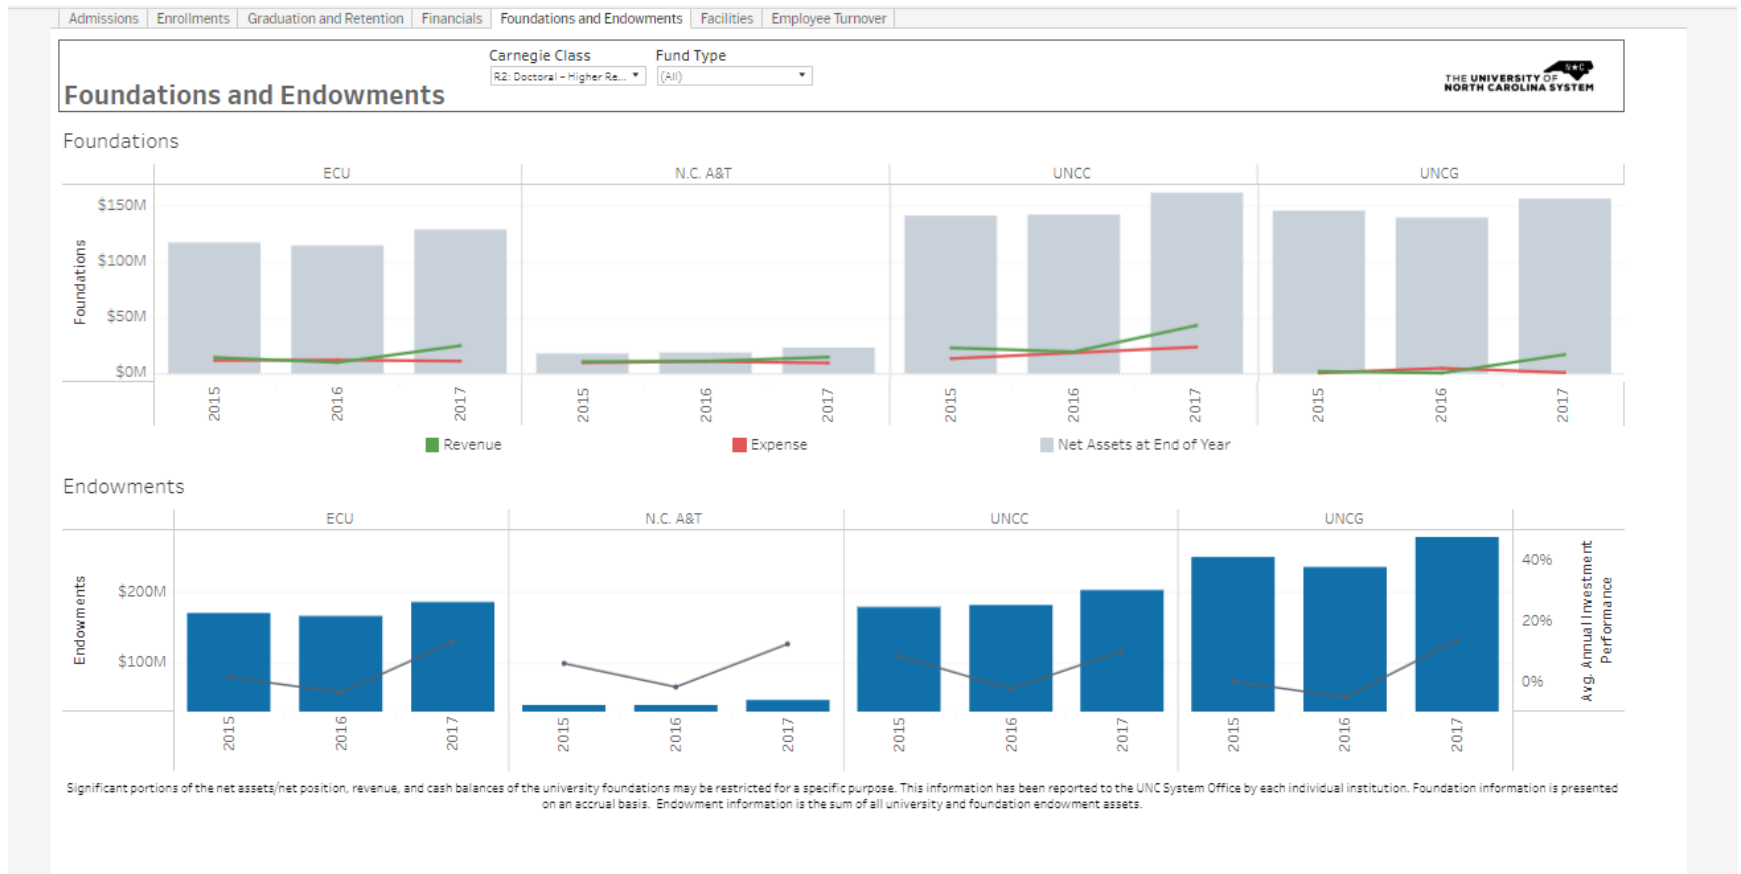 Admissions Enrollments Graduation and Retention Financials Foundations and Endowments Facilities Employee Turnover
Carnegie Class Fund Type
R2: Doctoral – Higher Re... (All)
Foundations and Endowments
N★C
THE UNIVERSITY OF
NORTH CAROLINA SYSTEM
Foundations
ECU N.C. A&T UNCC UNCG
Foundations
$150M
$100M
$50M
$0M
2015 2016 2017 2015 2016 2017 2015 2016 2017 2015 2016 2017
Revenue Expense Net Assets at End of Year
Endowments
ECU N.C. A&T UNCC UNCG
Endowments
$200M
$100M
40%
20%
0%
Avg. Annual Investment
Performance
2015 2016 2017 2015 2016 2017 2015 2016 2017 2015 2016 2017
Significant portions of the net assets/net position, revenue, and cash balances of the university foundations may be restricted for a specific purpose. This information has been reported to the UNC System Office by each individual institution. Foundation information is presented
on an accrual basis. Endowment information is the sum of all university and foundation endowment assets.